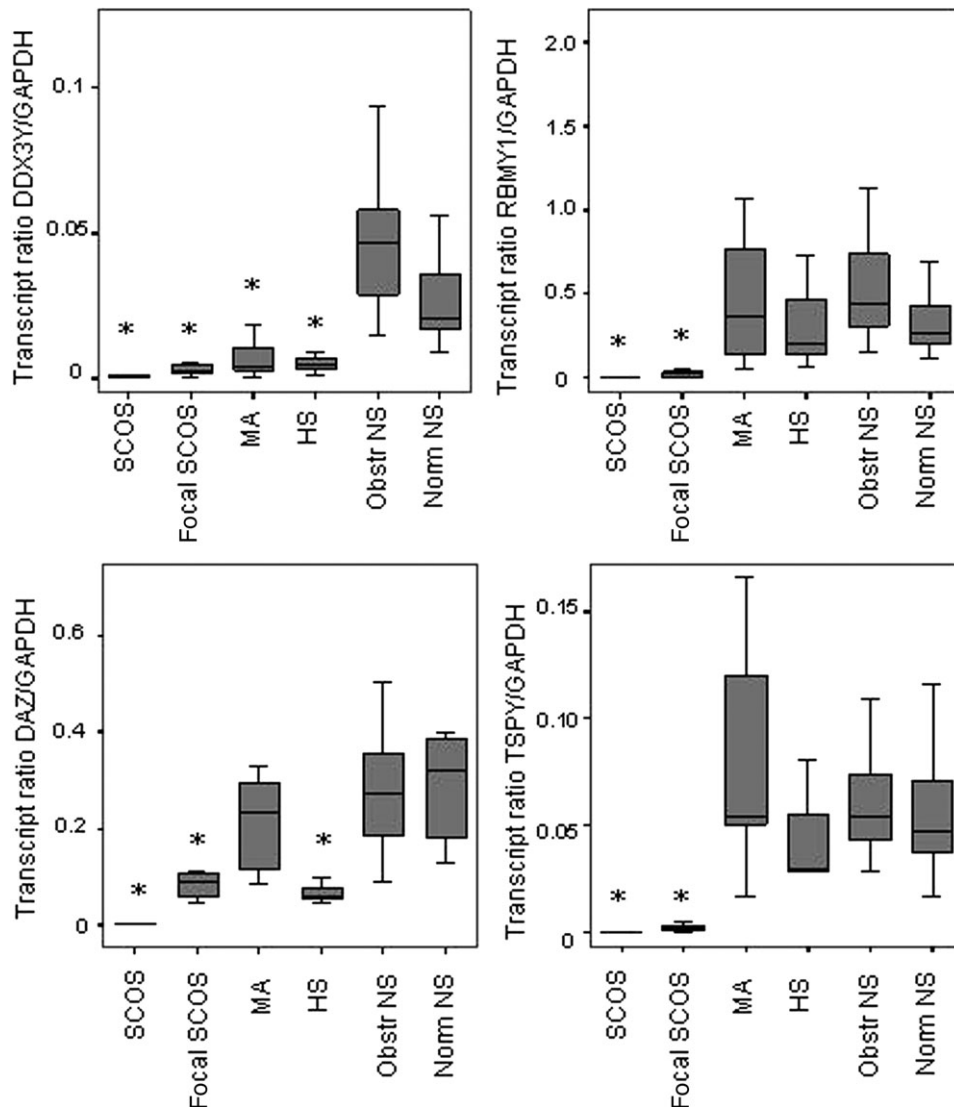 Transcript ratio DDX3Y/GAPDH
0.1
0.05
0
*
*
*
*
SCOS
Focal SCOS
MA
HS
Obstr NS
Norm NS
Transcript ratio RBMY1/GAPDH
2.0
1.5
1.0
0.5
0
*
*
SCOS
Focal SCOS
MA
HS
Obstr NS
Norm NS
Transcript ratio DAZ/GAPDH
0.6
0.4
0.2
0
*
*
*
SCOS
Focal SCOS
MA
HS
Obstr NS
Norm NS
Transcript ratio TSPY/GAPDH
0.15
0.10
0.05
0
*
*
SCOS
Focal SCOS
MA
HS
Obstr NS
Norm NS